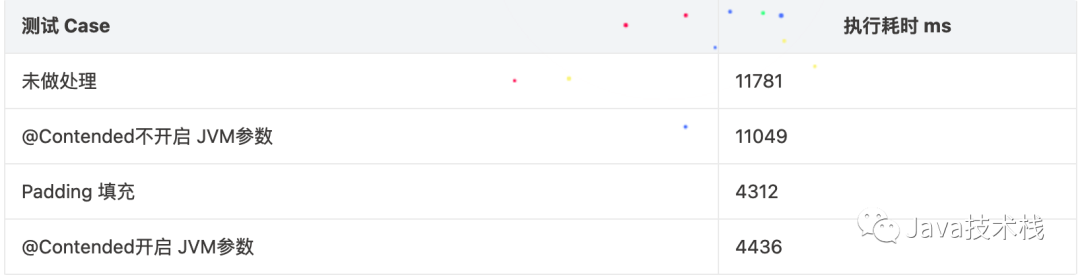 测试 Case 执行耗时 ms
未做处理 11781
@Contended不开启 JVM参数 11049
Padding 填充 4312
@Contended开启 JVM参数 4436
Java技术栈